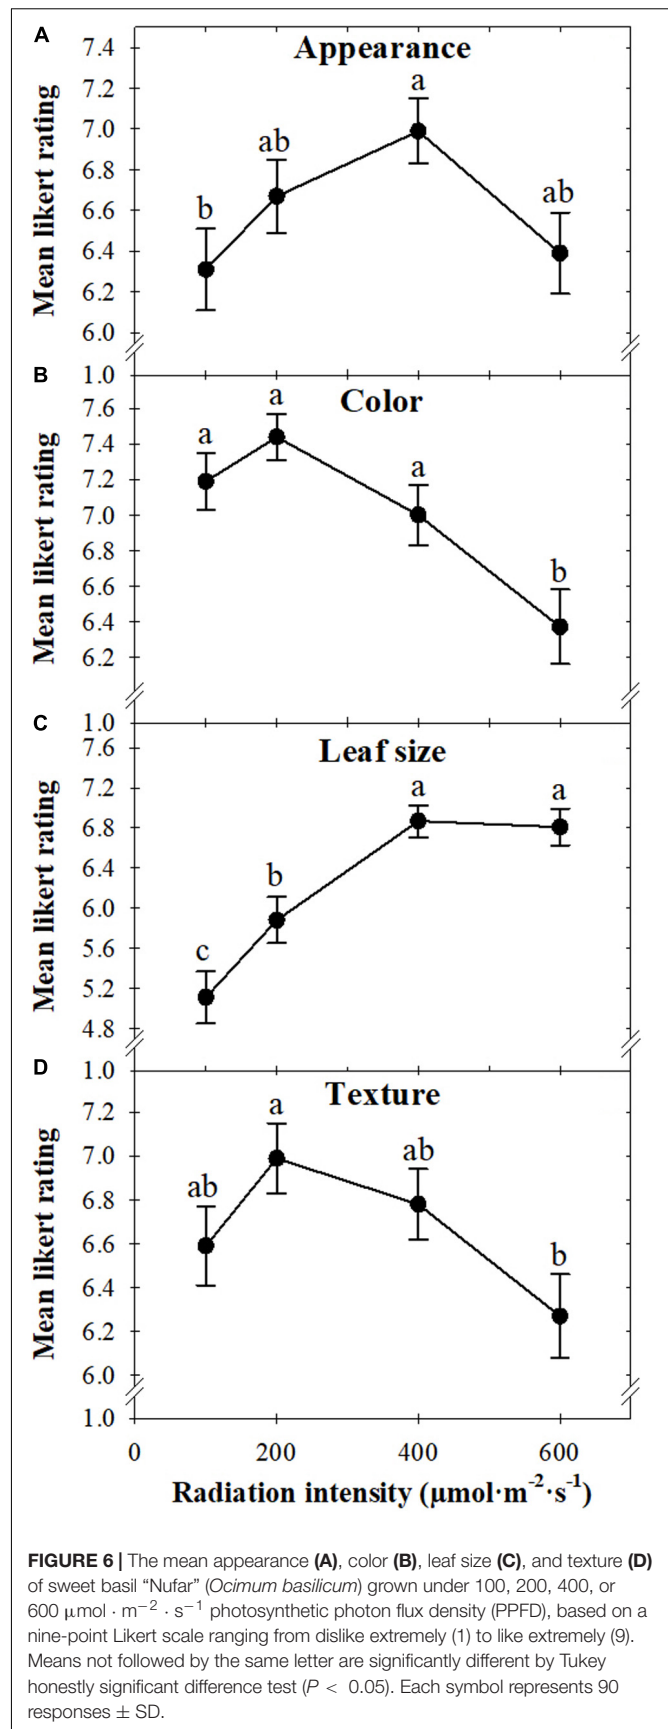 A
Appearance
Mean likert rating
7.4
7.2
7.0
6.8
6.6
6.4
6.2
6.0
b
ab
a
ab
B
1.0
Color
Mean likert rating
7.6
7.4
7.2
7.0
6.8
6.6
6.4
6.2
a
a
a
b
C
1.0
Leaf size
Mean likert rating
7.6
7.2
6.8
6.4
6.0
5.6
5.2
4.8
c
b
a
a
D
1.0
Texture
Mean likert rating
7.2
7.0
6.8
6.6
6.4
6.2
6.0
1.0
ab
a
ab
b
0 200 400 600
Radiation intensity (μmol·m⁻²·s⁻¹)
FIGURE 6 | The mean appearance (A), color (B), leaf size (C), and texture (D)
of sweet basil “Nufar” (Ocimum basilicum) grown under 100, 200, 400, or
600 μmol · m⁻² · s⁻¹ photosynthetic photon flux density (PPFD), based on a
nine-point Likert scale ranging from dislike extremely (1) to like extremely (9).
Means not followed by the same letter are significantly different by Tukey
honestly significant difference test (P < 0.05). Each symbol represents 90
responses ± SD.